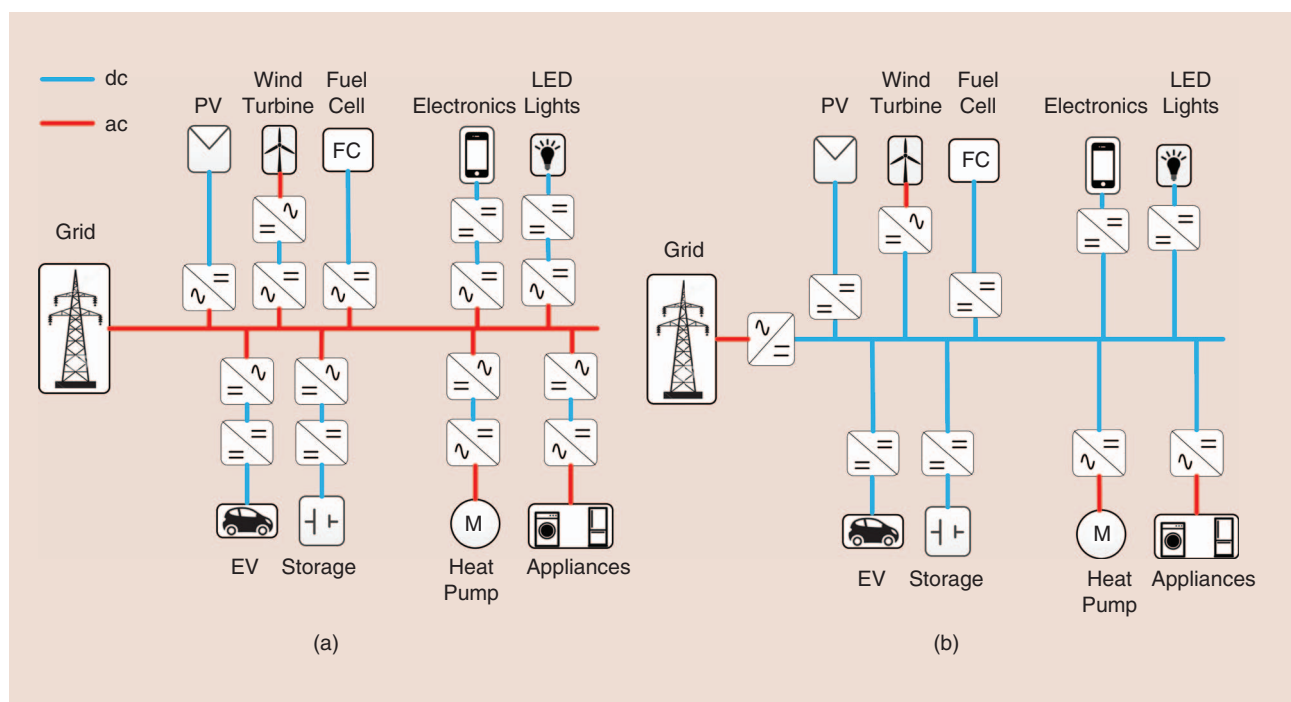 dc
ac
PV
Wind
Turbine
Fuel
Cell
Electronics
LED
Lights
FC
Grid
M
EV
Storage
Heat
Pump
Appliances
(a)
PV
Wind
Turbine
Fuel
Cell
Electronics
LED
Lights
FC
Grid
M
EV
Storage
Heat
Pump
Appliances
(b)